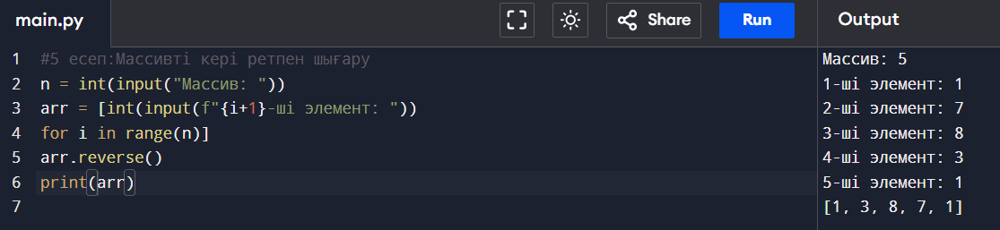 main.py
Share
Run
Output
1 #5 есеп:Массивті кері ретпен шығару
2 n = int(input("Массив: "))
3 arr = [int(input(f"{i+1}-ші элемент: "))
4 for i in range(n)]
5 arr.reverse()
6 print(arr)
7
Массив: 5
1-ші элемент: 1
2-ші элемент: 7
3-ші элемент: 8
4-ші элемент: 3
5-ші элемент: 1
[1, 3, 8, 7, 1]